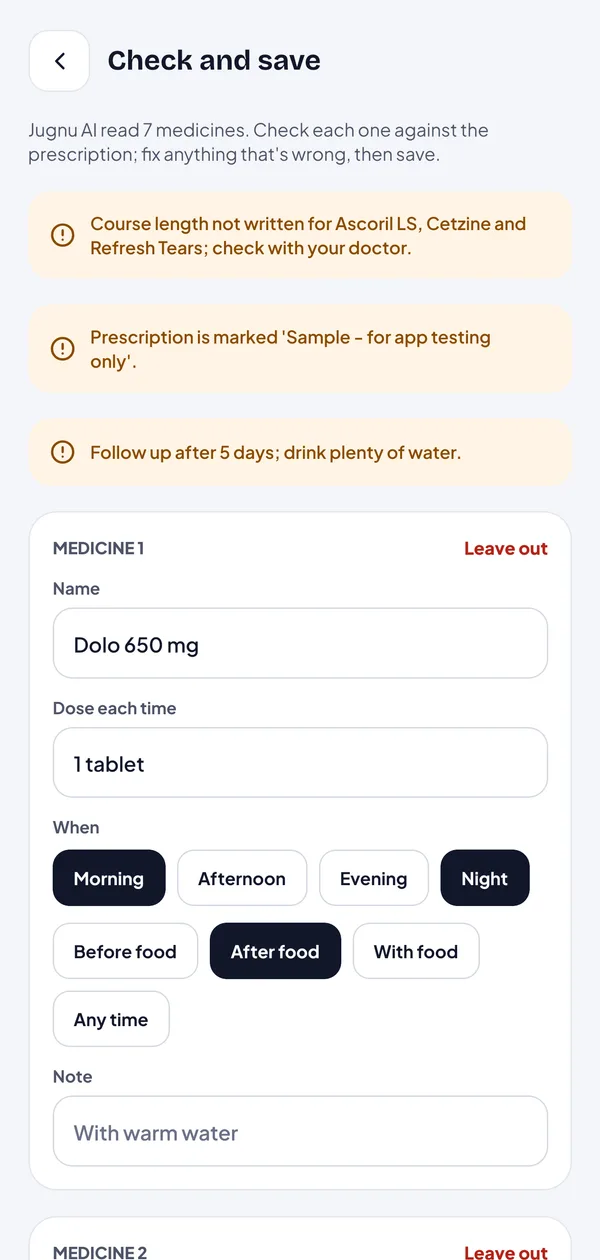 Check and save
Jugnu AI read 7 medicines. Check each one against the
prescription; fix anything that's wrong, then save.
Course length not written for Ascoril LS, Cetzine and
Refresh Tears; check with your doctor.
Prescription is marked 'Sample - for app testing
only'.
Follow up after 5 days; drink plenty of water.
MEDICINE 1 Leave out
Name
Dolo 650 mg
Dose each time
1 tablet
When
Morning Afternoon Evening Night
Before food After food With food
Any time
Note
With warm water
MEDICINE 2 Leave out